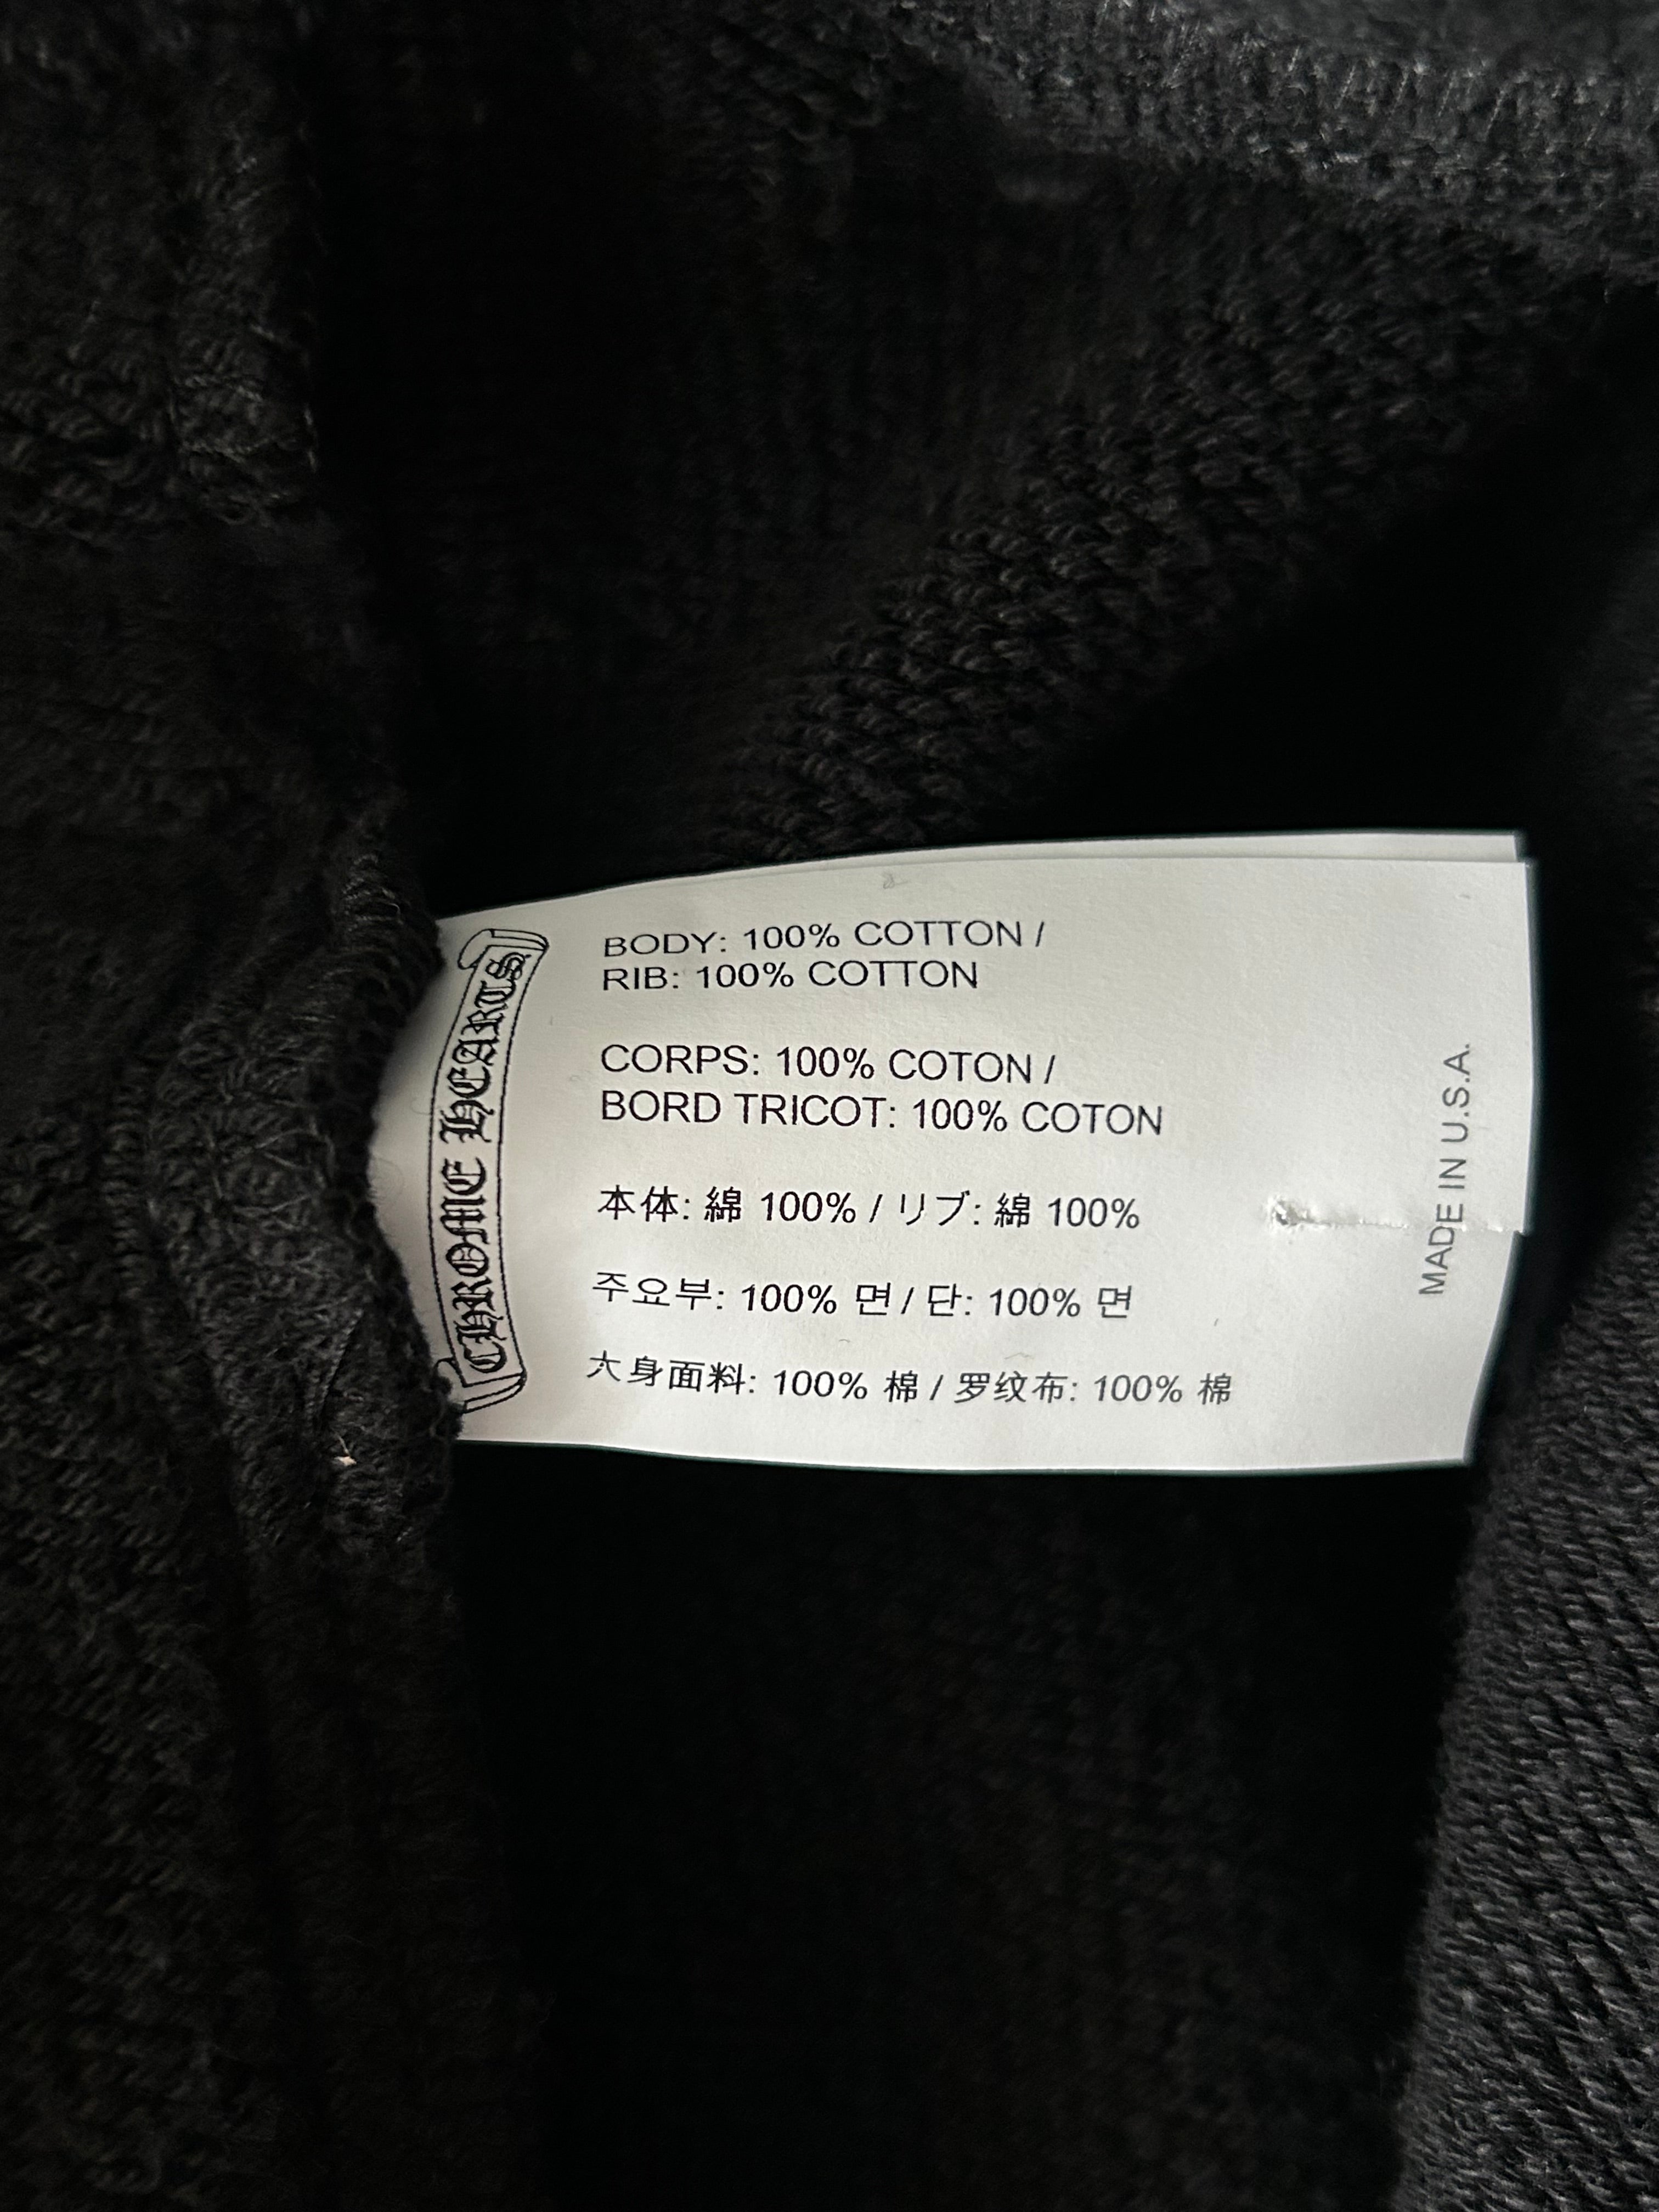 CHROME HEARTS
BODY: 100% COTTON /
RIB: 100% COTTON
CORPS: 100% COTON /
BORD TRICOT: 100% COTON
本体: 綿 100% / リブ: 綿 100%
주요부: 100% 면 / 단: 100% 면
大身面料: 100% 棉 / 罗纹布: 100% 棉
MADE IN U.S.A.